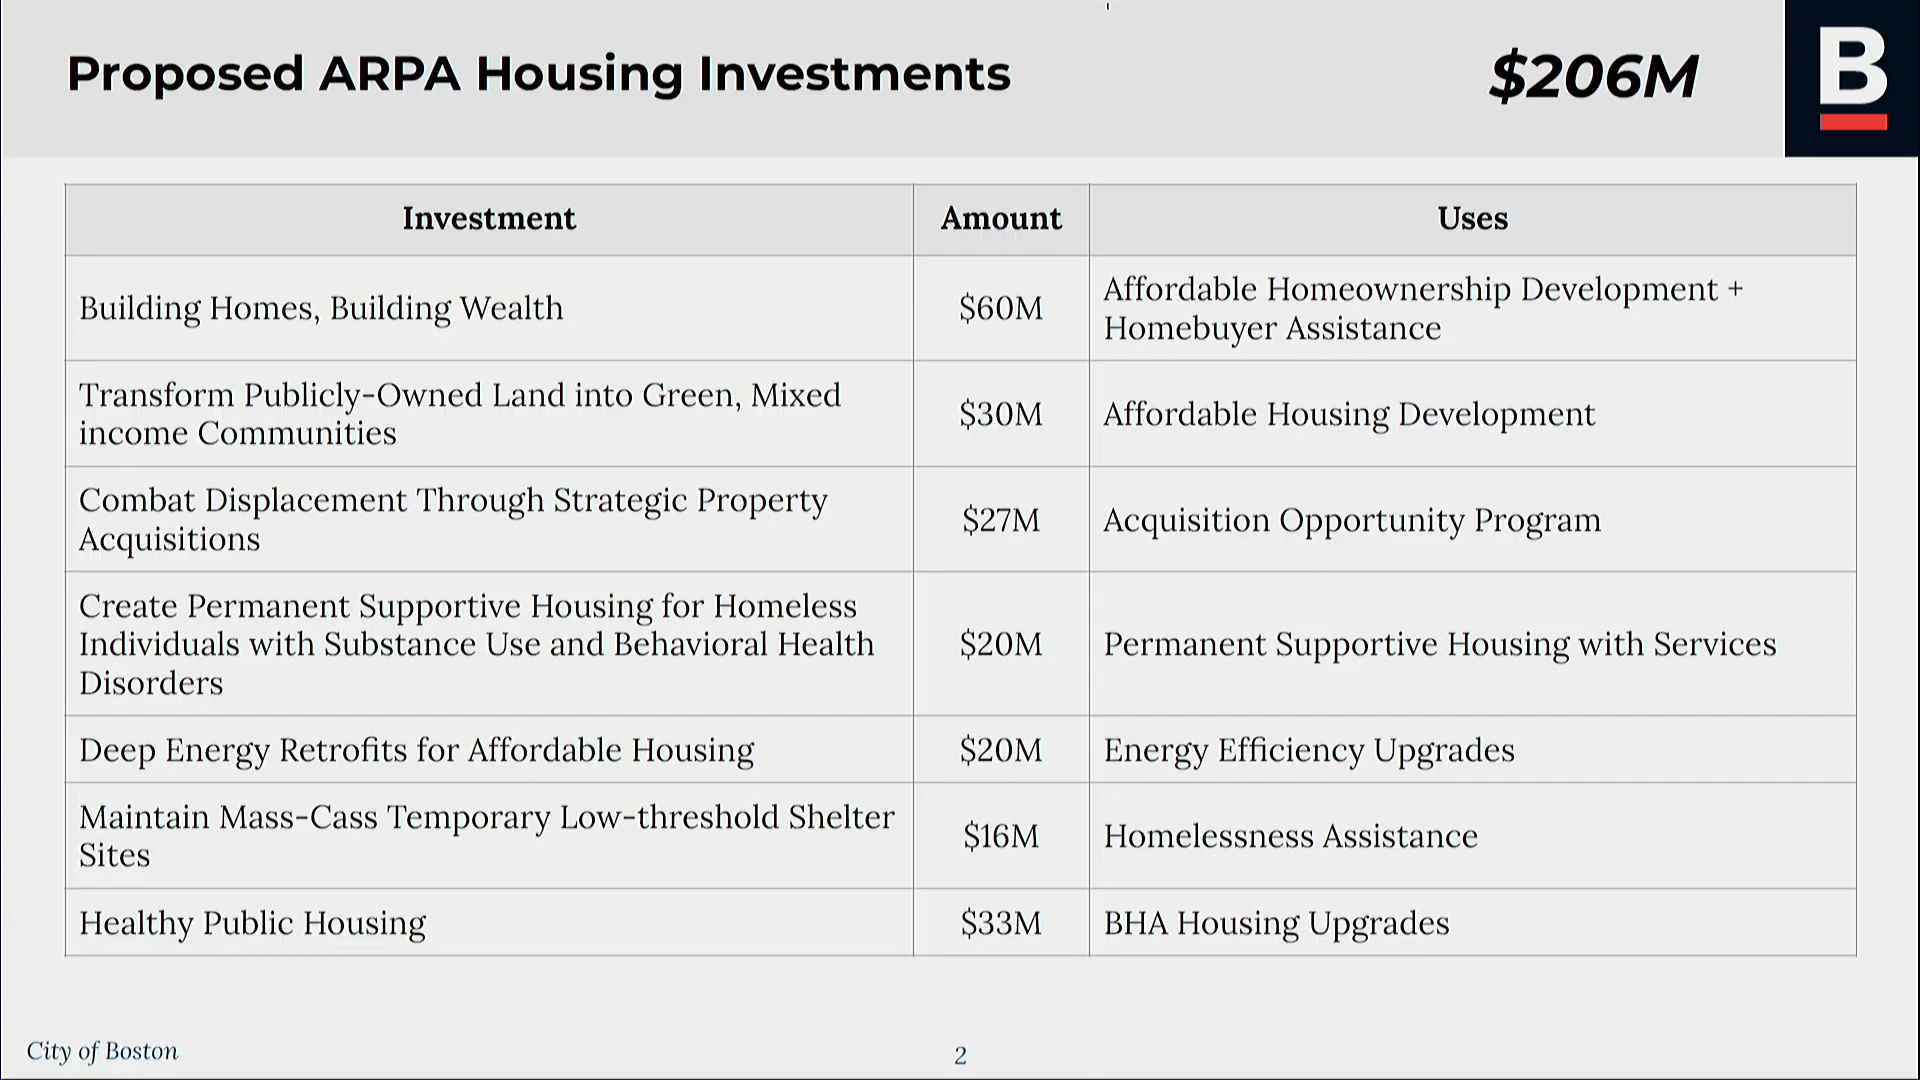 Proposed ARPA Housing Investments
$206M
B
Investment
Amount
Uses
Building Homes, Building Wealth
$60M
Affordable Homeownership Development +
Homebuyer Assistance
Transform Publicly-Owned Land into Green, Mixed
income Communities
$30M
Affordable Housing Development
Combat Displacement Through Strategic Property
Acquisitions
$27M
Acquisition Opportunity Program
Create Permanent Supportive Housing for Homeless
Individuals with Substance Use and Behavioral Health
Disorders
$20M
Permanent Supportive Housing with Services
Deep Energy Retrofits for Affordable Housing
$20M
Energy Efficiency Upgrades
Maintain Mass-Cass Temporary Low-threshold Shelter
Sites
$16M
Homelessness Assistance
Healthy Public Housing
$33M
BHA Housing Upgrades
City of Boston
2